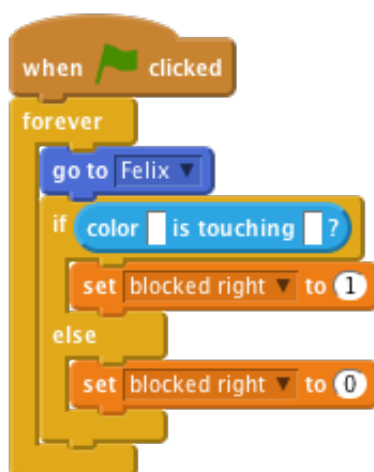 when clicked
forever
go to Felix
if color is touching ?
set blocked right to 1
else
set blocked right to 0